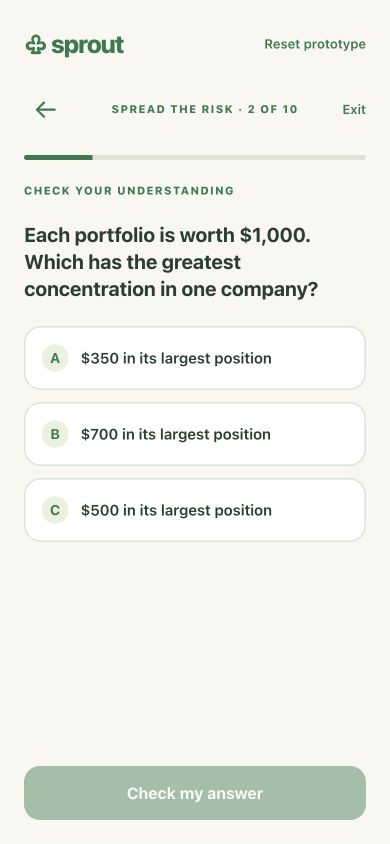 sprout
Reset prototype
SPREAD THE RISK · 2 OF 10
Exit
CHECK YOUR UNDERSTANDING
Each portfolio is worth $1,000.
Which has the greatest
concentration in one company?
A $350 in its largest position
B $700 in its largest position
C $500 in its largest position
Check my answer